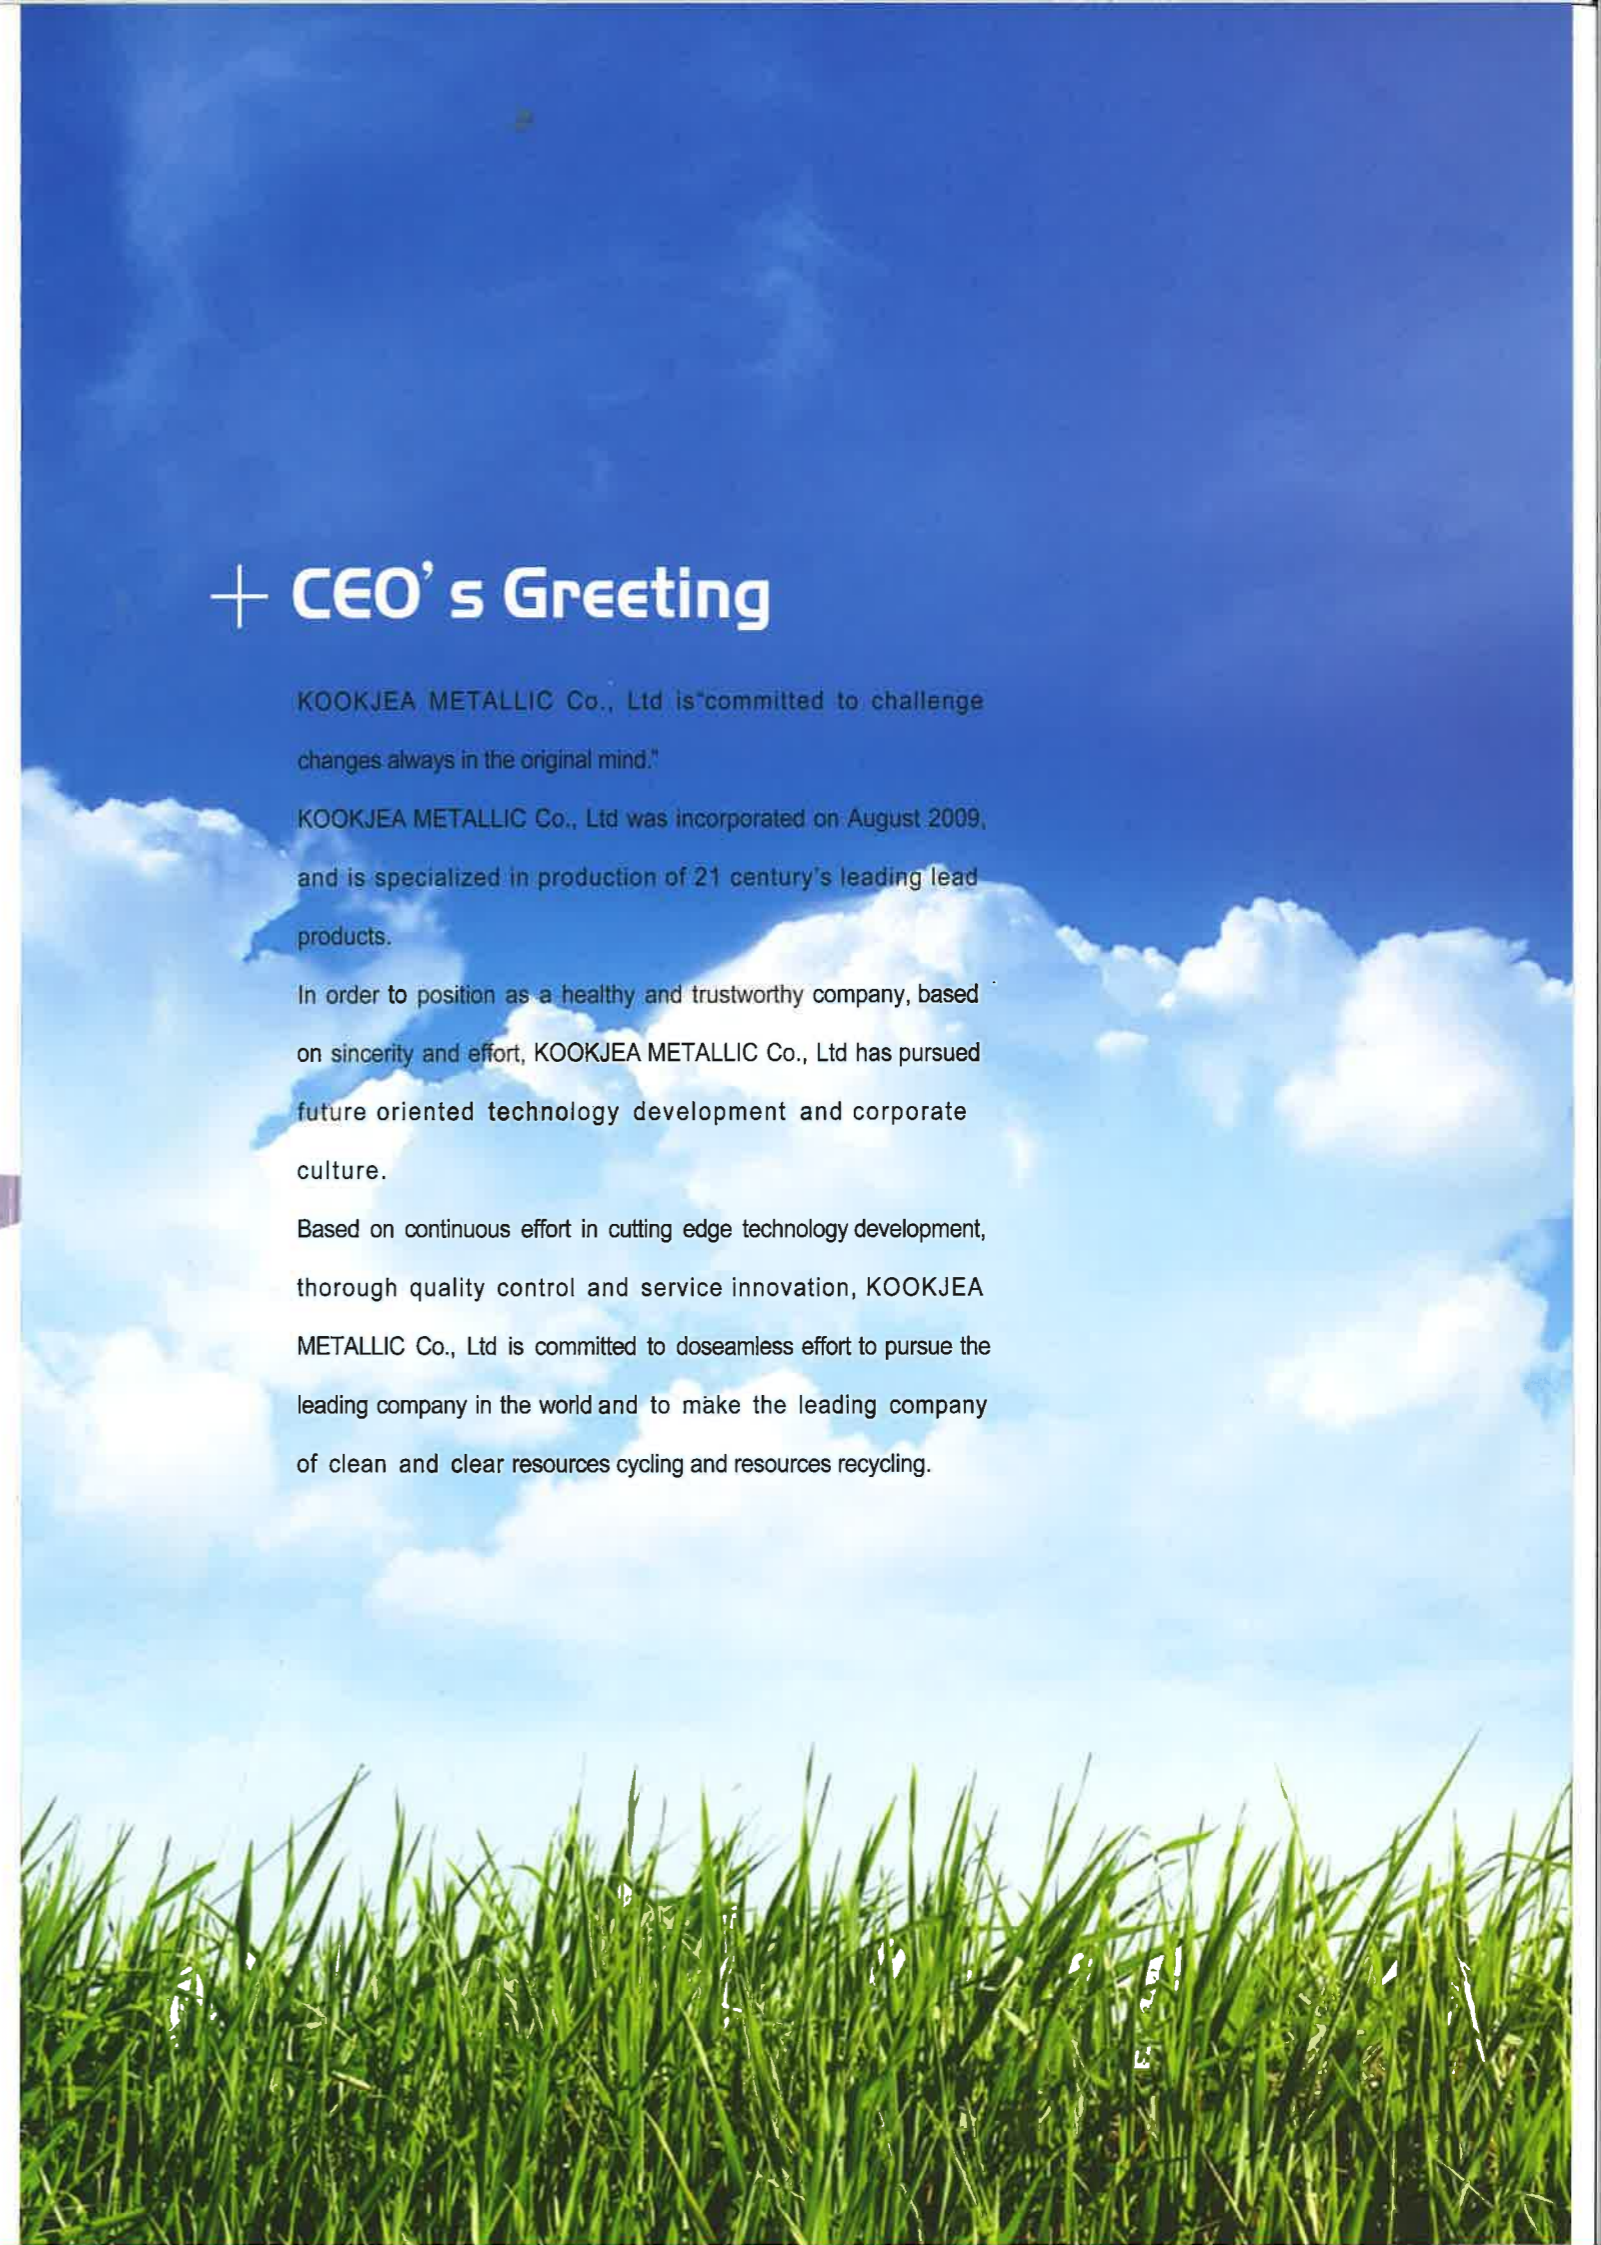 + CEO's Greeting
KOOKJEA METALLIC Co., Ltd is"committed to challenge
changes always in the original mind."
KOOKJEA METALLIC Co., Ltd was incorporated on August 2009,
and is specialized in production of 21 century's leading lead
products.
In order to position as a healthy and trustworthy company, based
on sincerity and effort, KOOKJEA METALLIC Co., Ltd has pursued
future oriented technology development and corporate
culture.
Based on continuous effort in cutting edge technology development,
thorough quality control and service innovation, KOOKJEA
METALLIC Co., Ltd is committed to doseamless effort to pursue the
leading company in the world and to make the leading company
of clean and clear resources cycling and resources recycling.